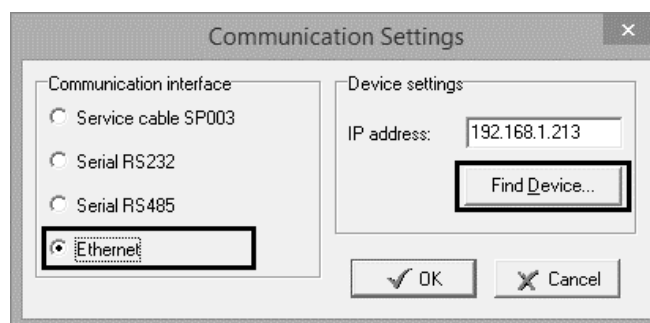 Communication Settings
Communication interface
Service cable SP003
Serial RS232
Serial RS485
Ethernet
Device settings
IP address: 192.168.1.213
Find Device...
OK
Cancel